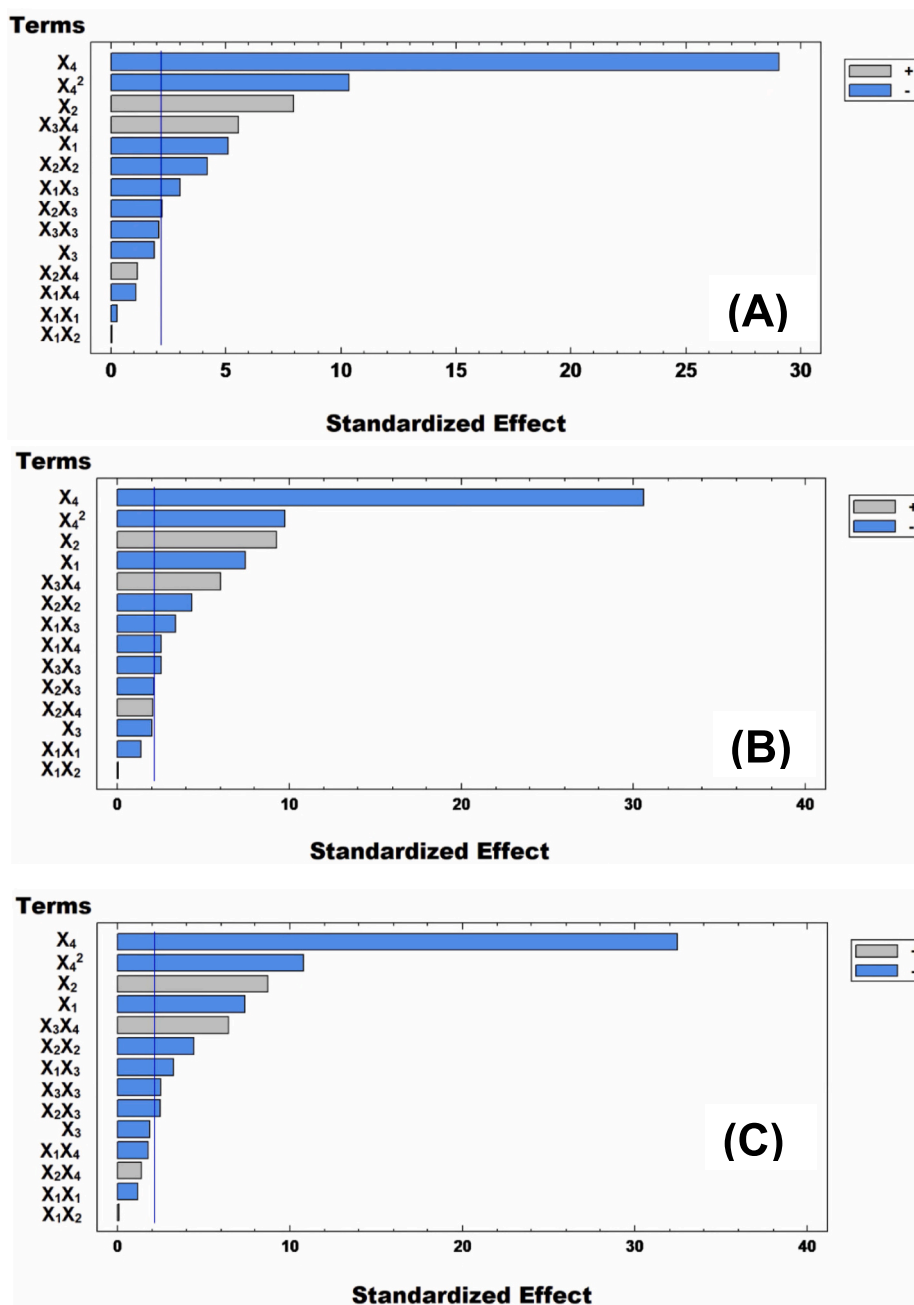 Terms
X₄
X₄²
X₂
X₃X₄
X₁
X₂X₂
X₁X₃
X₂X₃
X₃X₃
X₃
X₂X₄
X₁X₄
X₁X₁
X₁X₂
+
-
(A)
0 5 10 15 20 25 30
Standardized Effect
Terms
X₄
X₄²
X₂
X₁
X₃X₄
X₂X₂
X₁X₃
X₁X₄
X₃X₃
X₂X₃
X₂X₄
X₃
X₁X₁
X₁X₂
+
-
(B)
0 10 20 30 40
Standardized Effect
Terms
X₄
X₄²
X₂
X₁
X₃X₄
X₂X₂
X₁X₃
X₃X₃
X₂X₃
X₃
X₁X₄
X₂X₄
X₁X₁
X₁X₂
(C)
0 10 20 30 40
Standardized Effect